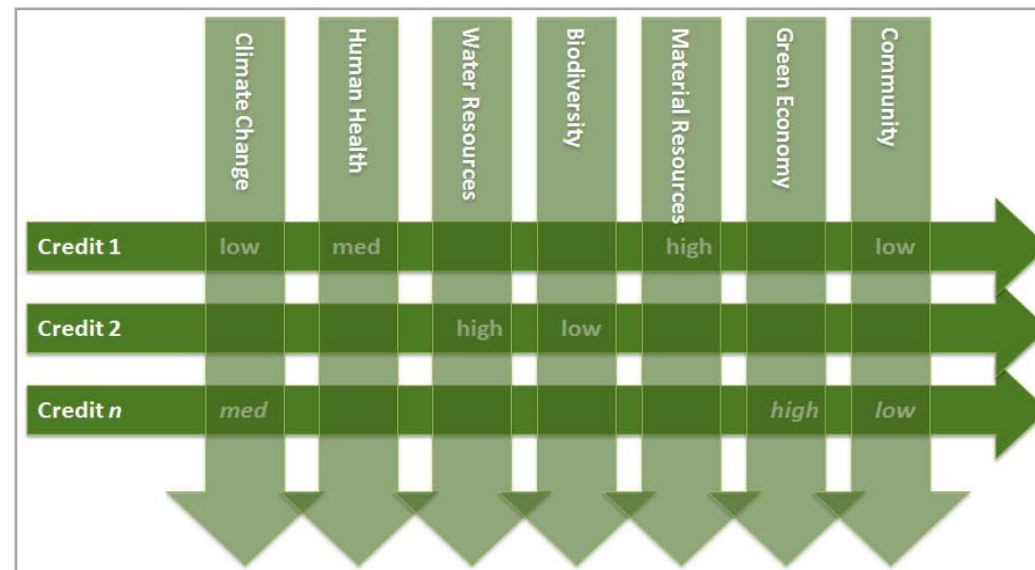 Climate Change
Human Health
Water Resources
Biodiversity
Material Resources
Green Economy
Community
Credit 1 low med high low
Credit 2 high low
Credit n med high low